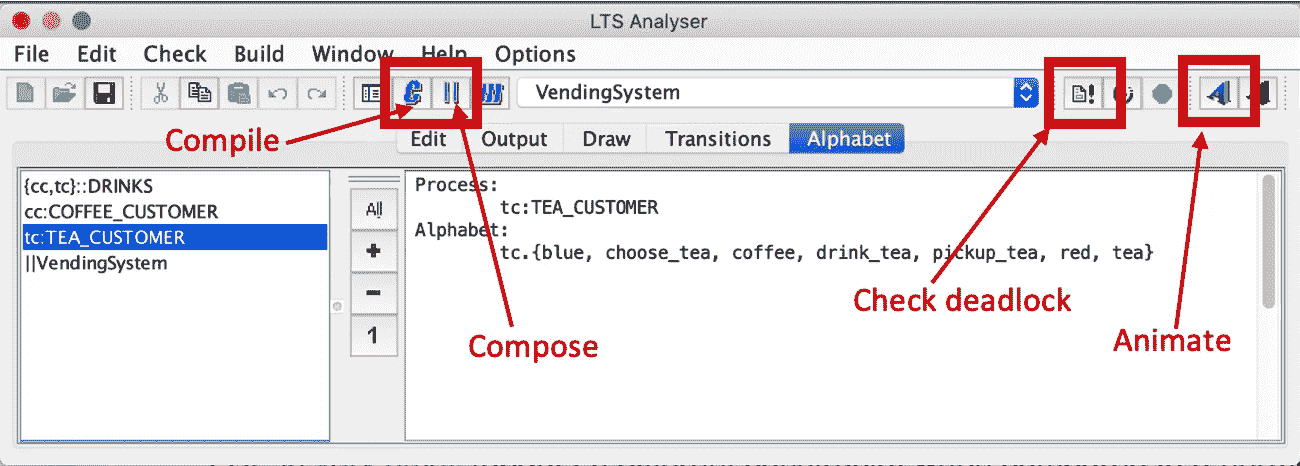 LTS Analyser
File Edit Check Build Window Help Options
VendingSystem
Compile
Edit Output Draw Transitions Alphabet
{cc,tc}::DRINKS
cc:COFFEE_CUSTOMER
tc:TEA_CUSTOMER
||VendingSystem
All
+
-
1
Process:
tc:TEA_CUSTOMER
Alphabet:
tc.{blue, choose_tea, coffee, drink_tea, pickup_tea, red, tea}
Compose
Check deadlock
Animate